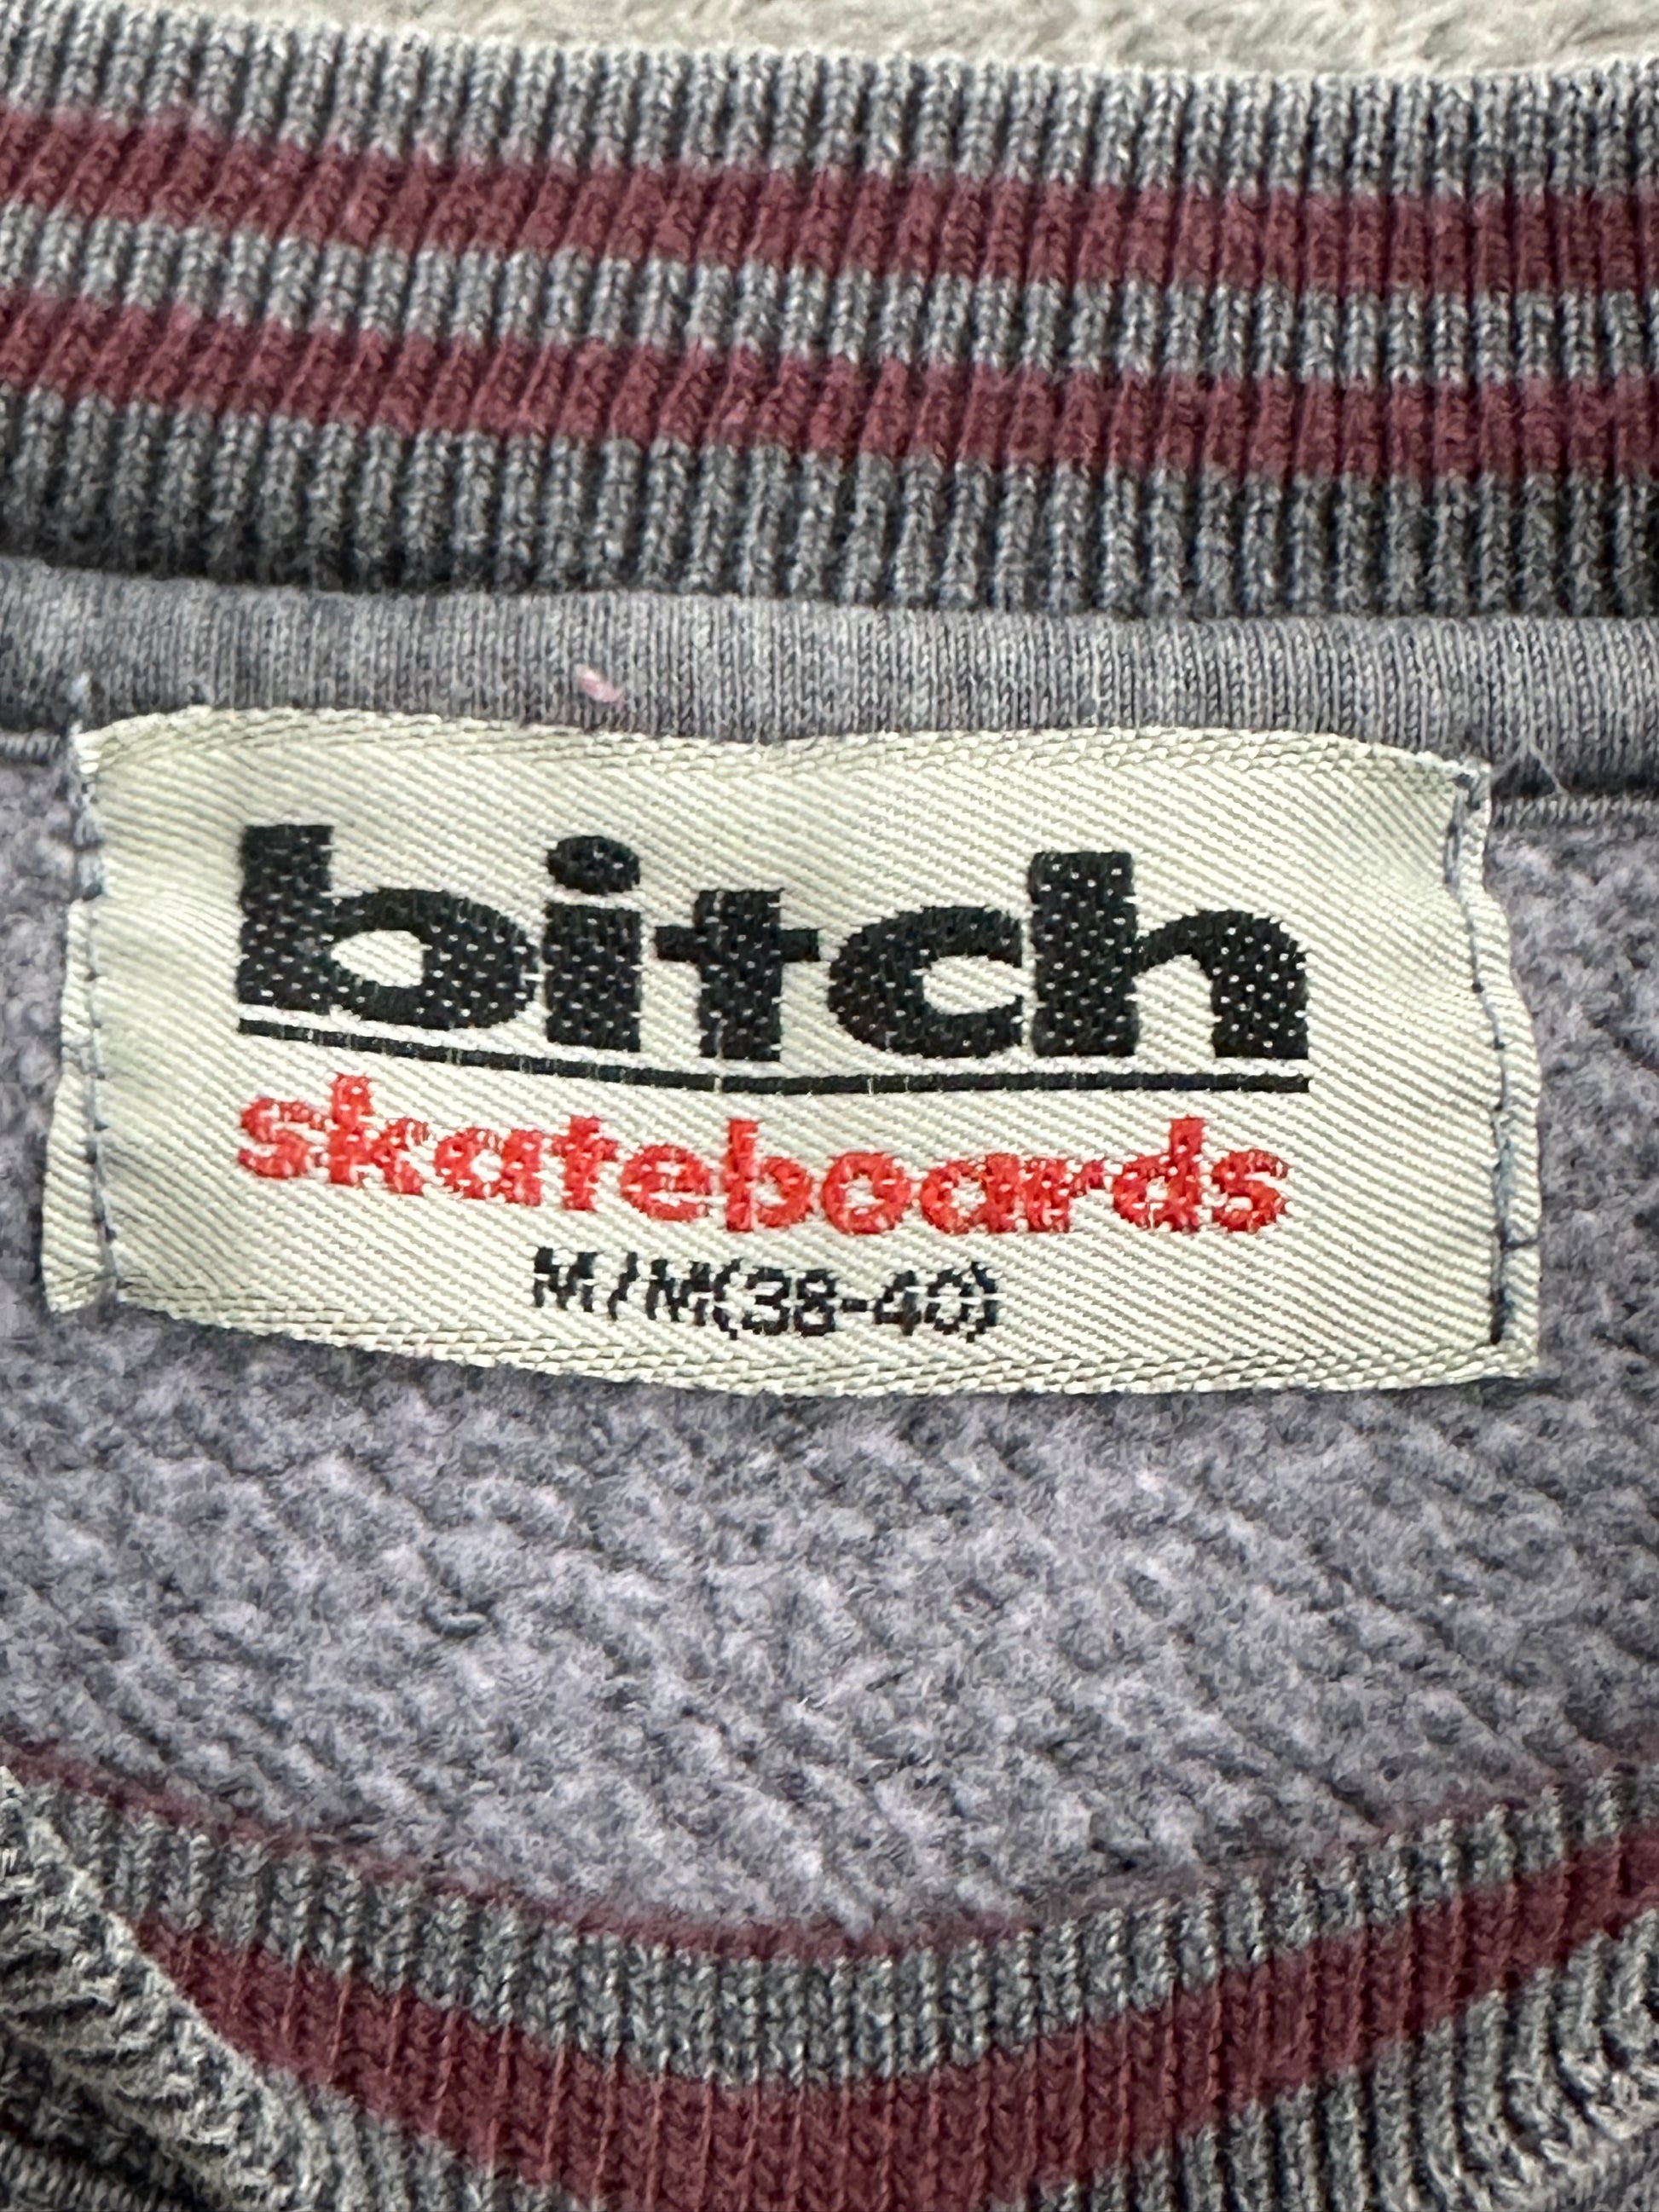 bitch
skateboards
M/M(38-40)